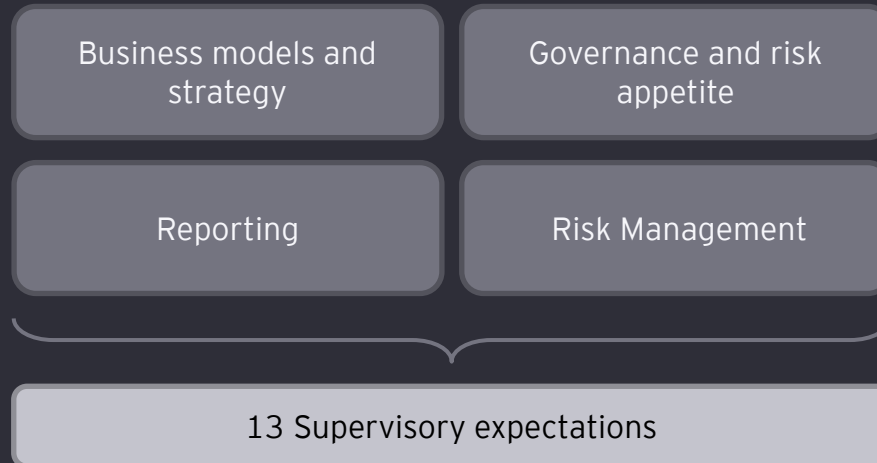 Business models and
strategy
Governance and risk
appetite
Reporting
Risk Management
13 Supervisory expectations